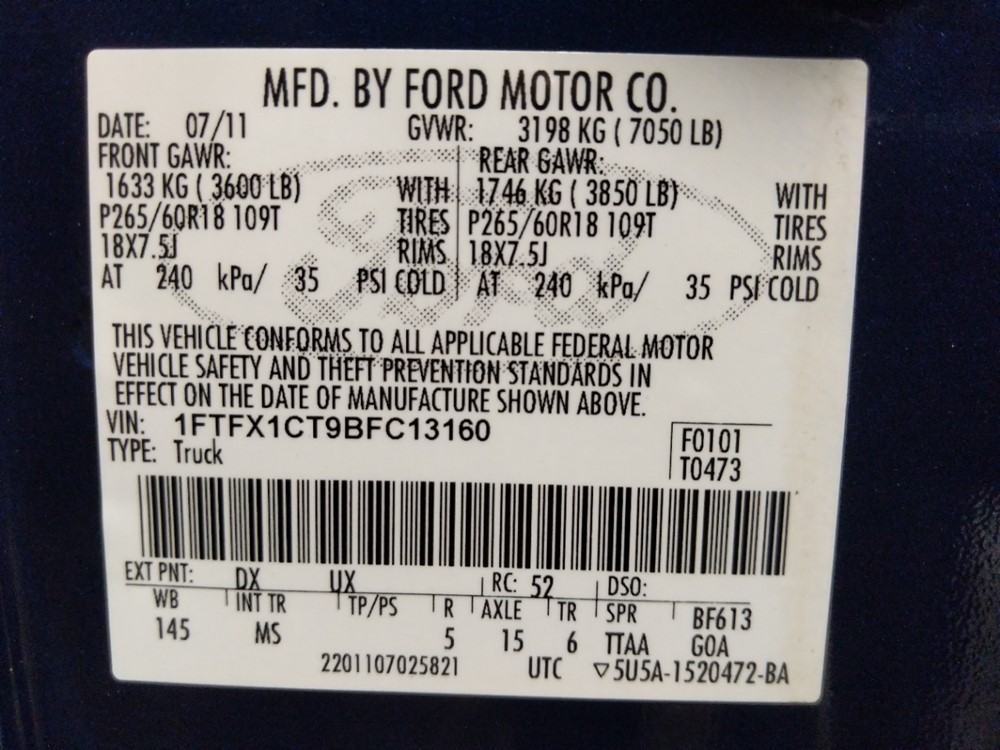 MFD. BY FORD MOTOR CO.
DATE: 07/11 GVWR: 3198 KG ( 7050 LB)
FRONT GAWR: REAR GAWR:
1633 KG ( 3600 LB) WITH 1746 KG ( 3850 LB) WITH
P265/60R18 109T TIRES P265/60R18 109T TIRES
18X7.5J RIMS 18X7.5J RIMS
AT 240 kPa/ 35 PSI COLD AT 240 kPa/ 35 PSI COLD
THIS VEHICLE CONFORMS TO ALL APPLICABLE FEDERAL MOTOR
VEHICLE SAFETY AND THEFT PREVENTION STANDARDS IN
EFFECT ON THE DATE OF MANUFACTURE SHOWN ABOVE.
VIN: 1FTFX1CT9BFC13160
F0101
TYPE: Truck
T0473
EXT PNT: DX UX RC: 52 DSO:
WB INT TR TP/PS R AXLE TR SPR BF613
145 MS 5 15 6 TTAA GOA
2201107025821 UTC ▽5U5A-1520472-BA
Ford